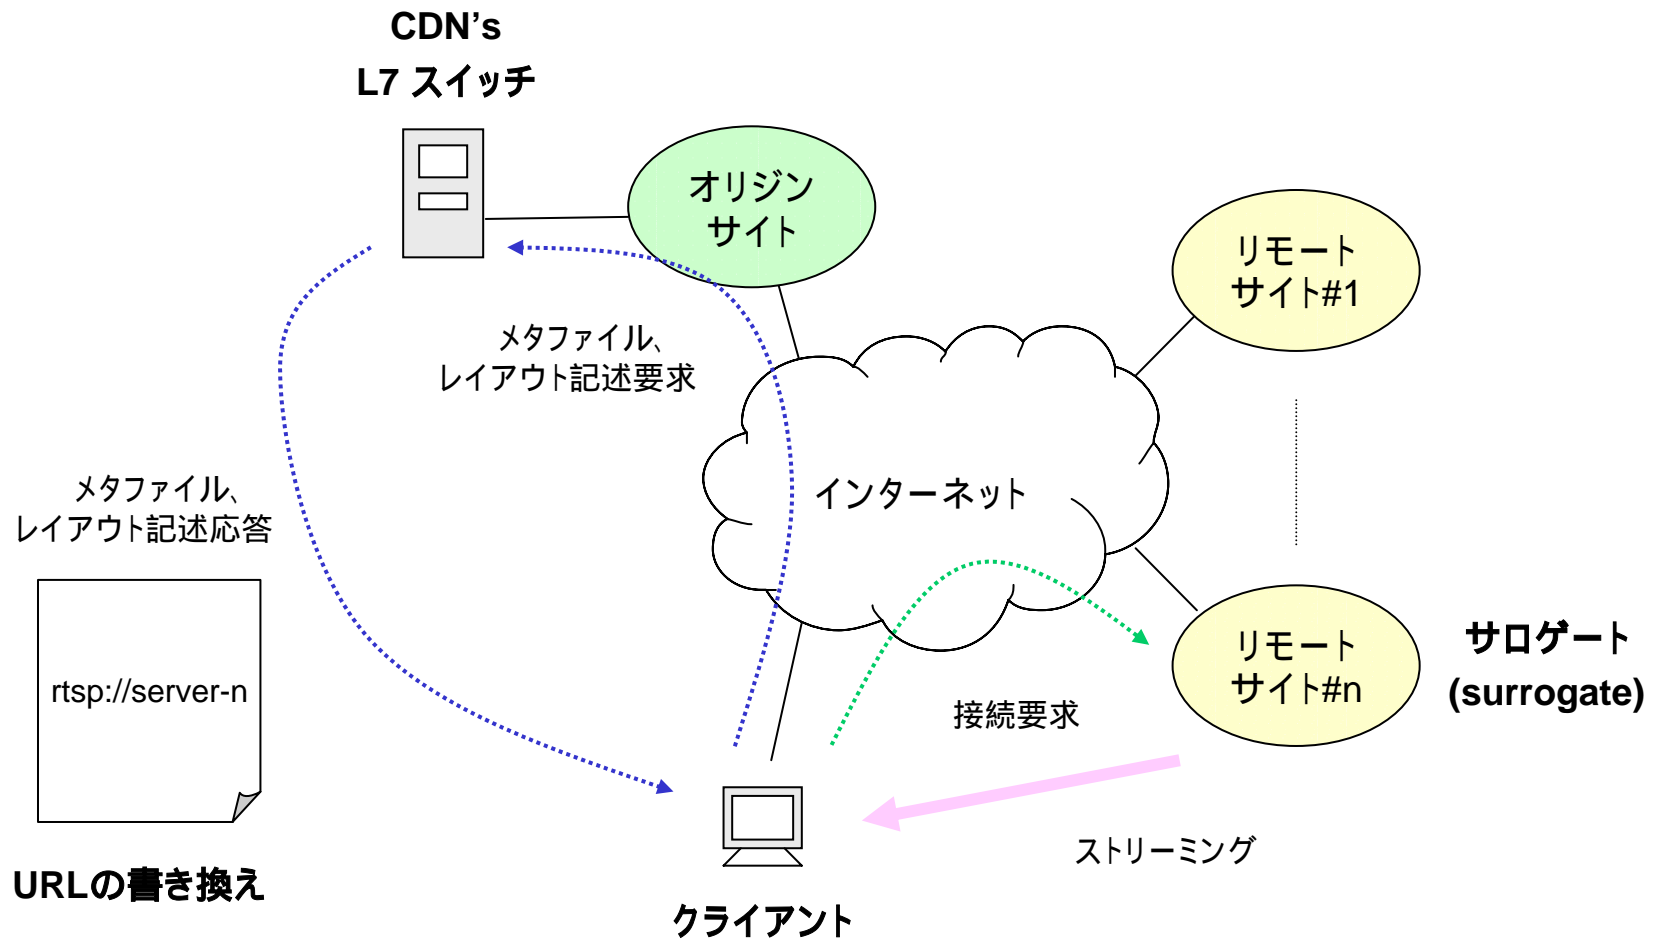 CDN's
L7 スイッチ
オリジン
サイト
リモート
サイト#1
メタファイル、
レイアウト記述要求
メタファイル、
レイアウト記述応答
インターネット
rtsp://server-n
リモート
サイト#n
サロゲート
(surrogate)
接続要求
ストリーミング
URLの書き換え
クライアント